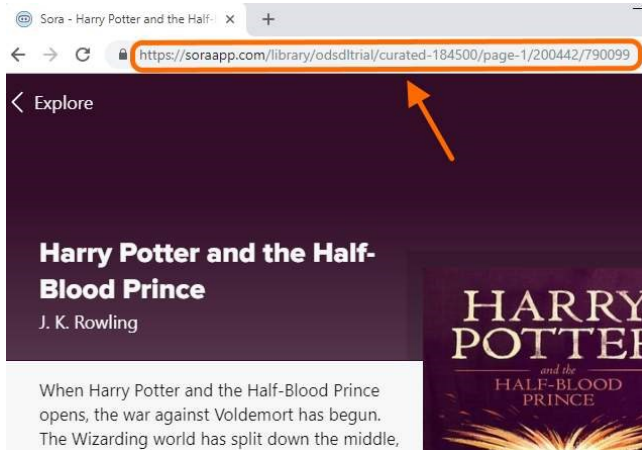 Sora - Harry Potter and the Half-
https://soraapp.com/library/odsdltrial/curated-184500/page-1/200442/790099
Explore
Harry Potter and the Half-
Blood Prince
J. K. Rowling
When Harry Potter and the Half-Blood Prince
opens, the war against Voldemort has begun.
The Wizarding world has split down the middle,
HARRY
POTTER
and the
HALF-BLOOD
PRINCE